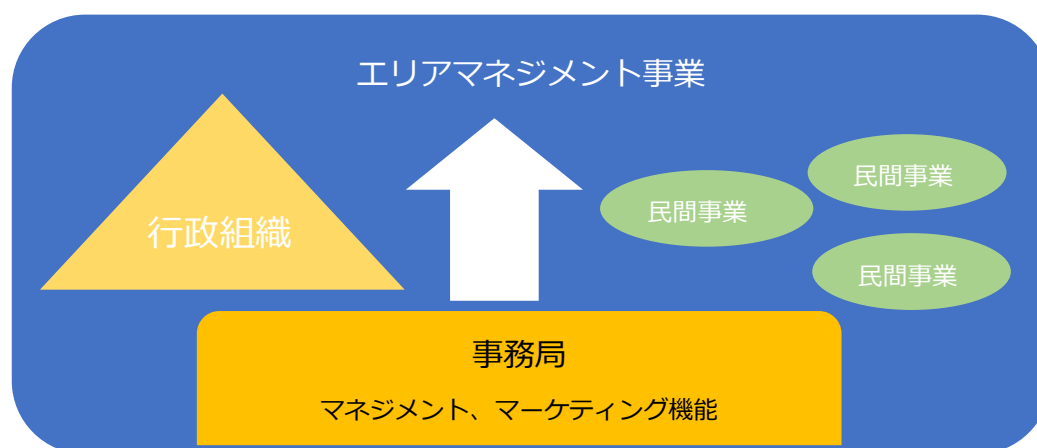 エリアマネジメント事業
民間事業
民間事業
行政組織
民間事業
事務局
マネジメント、マーケティング機能